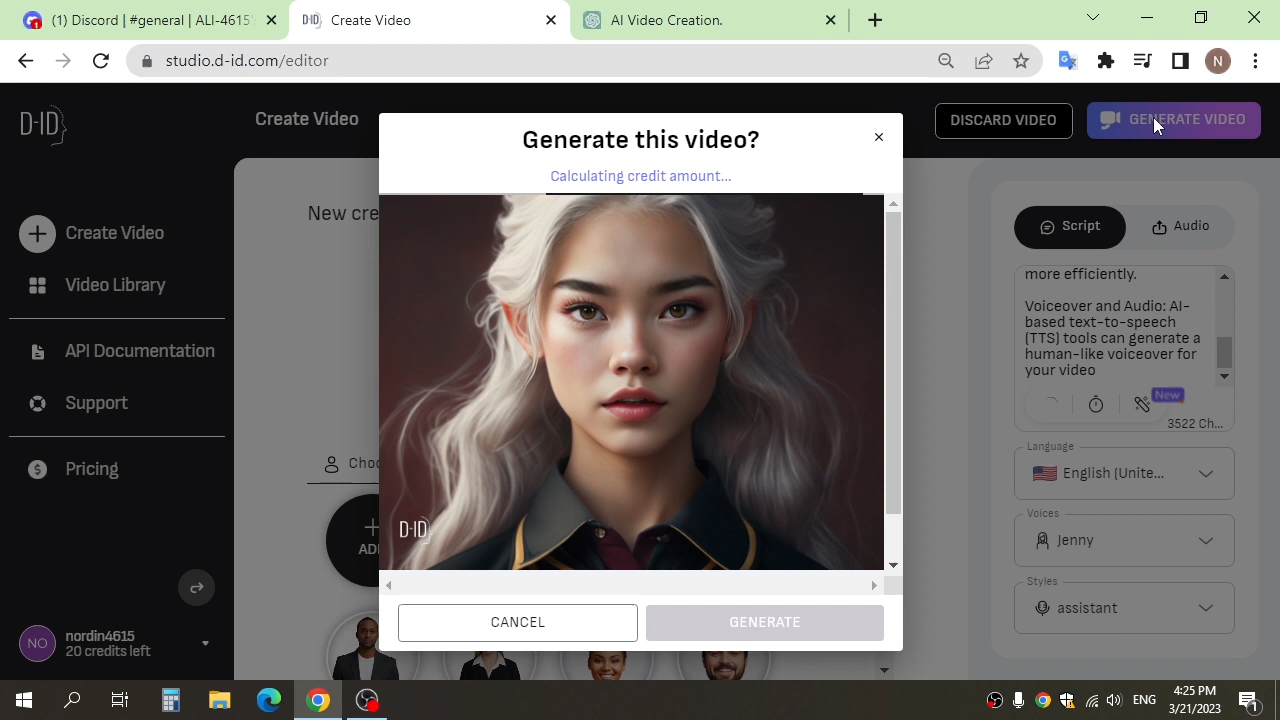 (1) Discord | #general | ALI-4615'
Create Video
AI Video Creation.
studio.d-id.com/editor
N
D-ID
Create Video
DISCARD VIDEO
GENERATE VIDEO
Generate this video?
Calculating credit amount...
New cre
Create Video
Video Library
API Documentation
Support
Pricing
Choo
ADD
NO
nordin4615
20 credits left
D-ID
CANCEL
GENERATE
Script
Audio
more efficiently.
Voiceover and Audio: AI-
based text-to-speech
(TTS) tools can generate a
human-like voiceover for
your video
New
3522 Ch...
Language
English (Unite...
Voices
Jenny
Styles
assistant
ENG
4:25 PM
3/21/2023
1